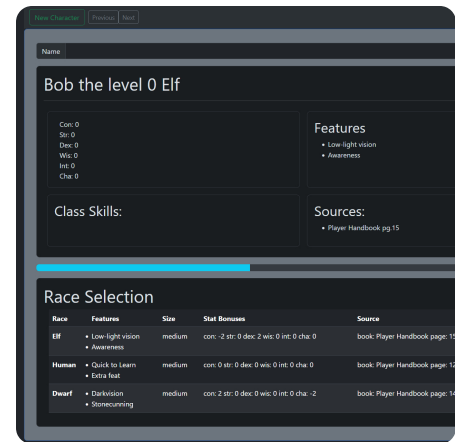 New Character Previous Next
Name
Bob the level 0 Elf
Con: 0
Str: 0
Dex: 0
Wis: 0
Int: 0
Cha: 0
Features
• Low-light vision
• Awareness
Class Skills:
Sources:
• Player Handbook pg.15
Race Selection
Race Features Size Stat Bonuses Source
Elf • Low-light vision medium con: -2 str: 0 dex: 2 wis: 0 int: 0 cha: 0 book: Player Handbook page: 15
• Awareness
Human • Quick to Learn medium con: 0 str: 0 dex: 0 wis: 0 int: 0 cha: 0 book: Player Handbook page: 12
• Extra feat
Dwarf • Darkvision medium con: 2 str: 0 dex: 0 wis: 0 int: 0 cha: -2 book: Player Handbook page: 14
• Stonecunning